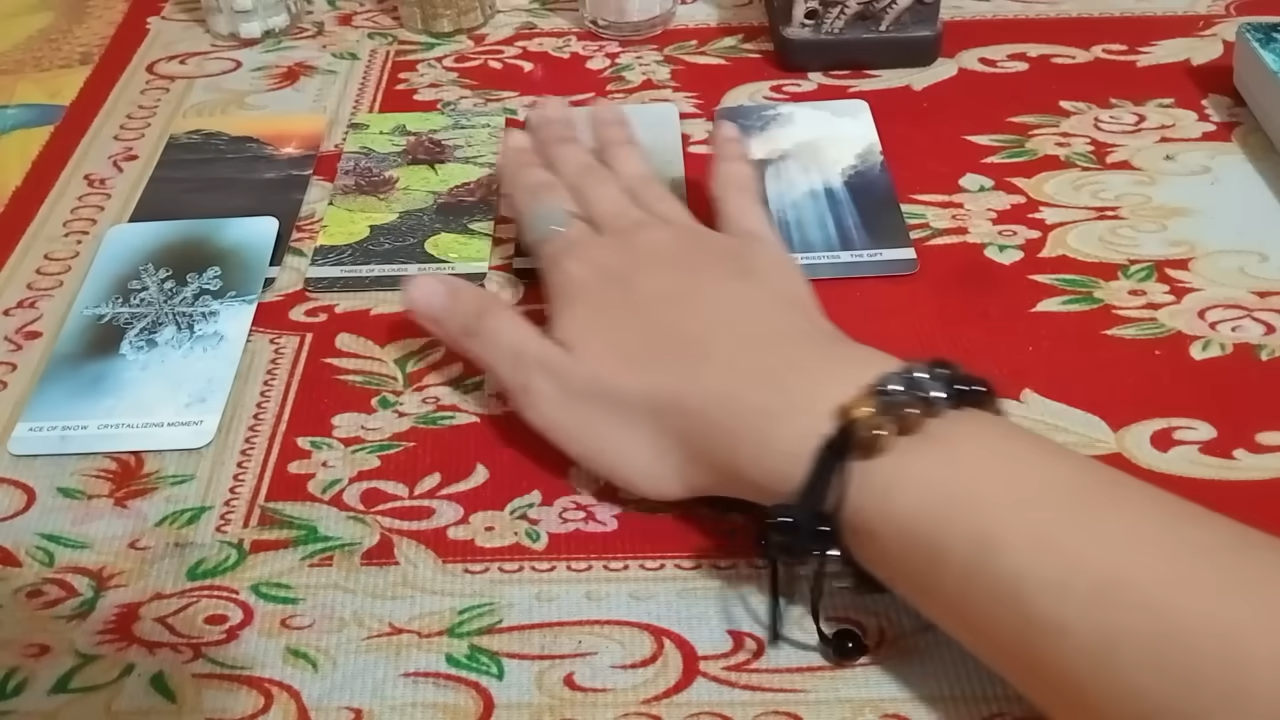 THREE OF CLOUDS SATURATE
PRIESTESS THE GIFT
ACE OF SNOW CRYSTALLIZING MOMENT